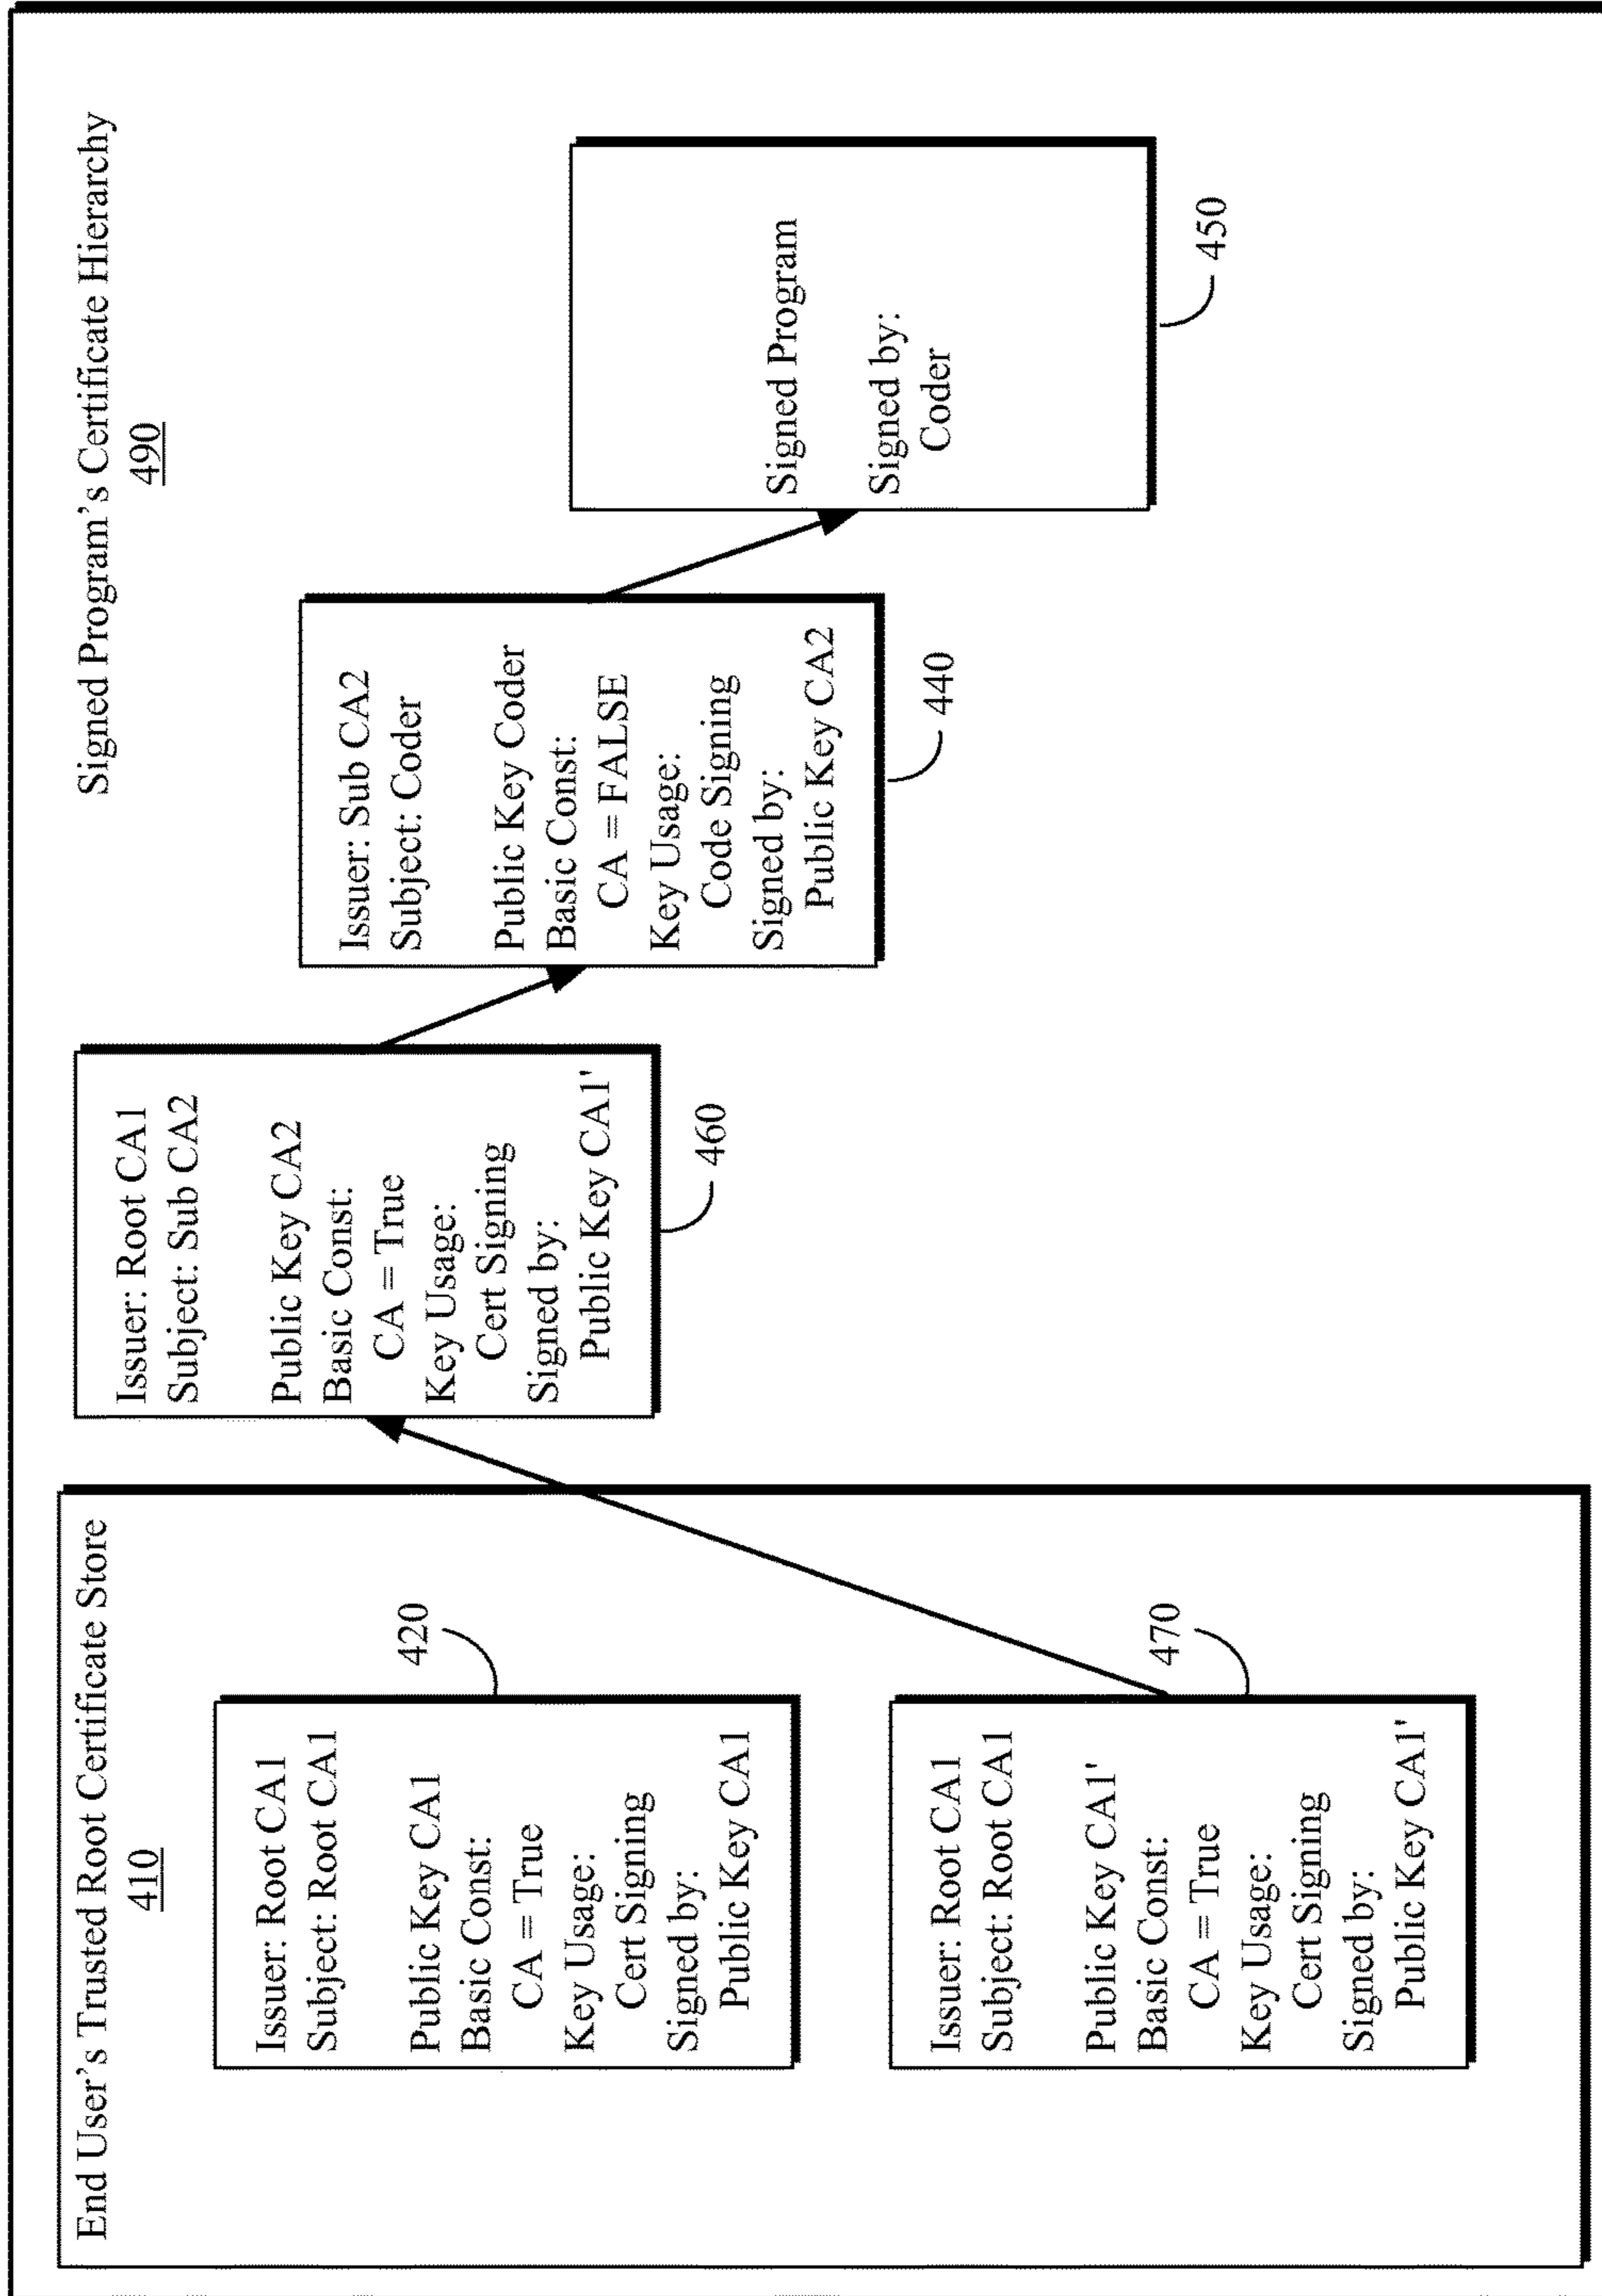 Signed Program’s Certificate Hierarchy
490
End User’s Trusted Root Certificate Store
410
Issuer: Root CA1
Subject: Root CA1
Public Key CA1
Basic Const:
CA = True
Key Usage:
Cert Signing
Signed by:
Public Key CA1
420
Issuer: Root CA1
Subject: Root CA1
Public Key CA1'
Basic Const:
CA = True
Key Usage:
Cert Signing
Signed by:
Public Key CA1'
470
Issuer: Root CA1
Subject: Sub CA2
Public Key CA2
Basic Const:
CA = True
Key Usage:
Cert Signing
Signed by:
Public Key CA1'
460
Issuer: Sub CA2
Subject: Coder
Public Key Coder
Basic Const:
CA = FALSE
Key Usage:
Code Signing
Signed by:
Public Key CA2
440
Signed Program
Signed by:
Coder
450